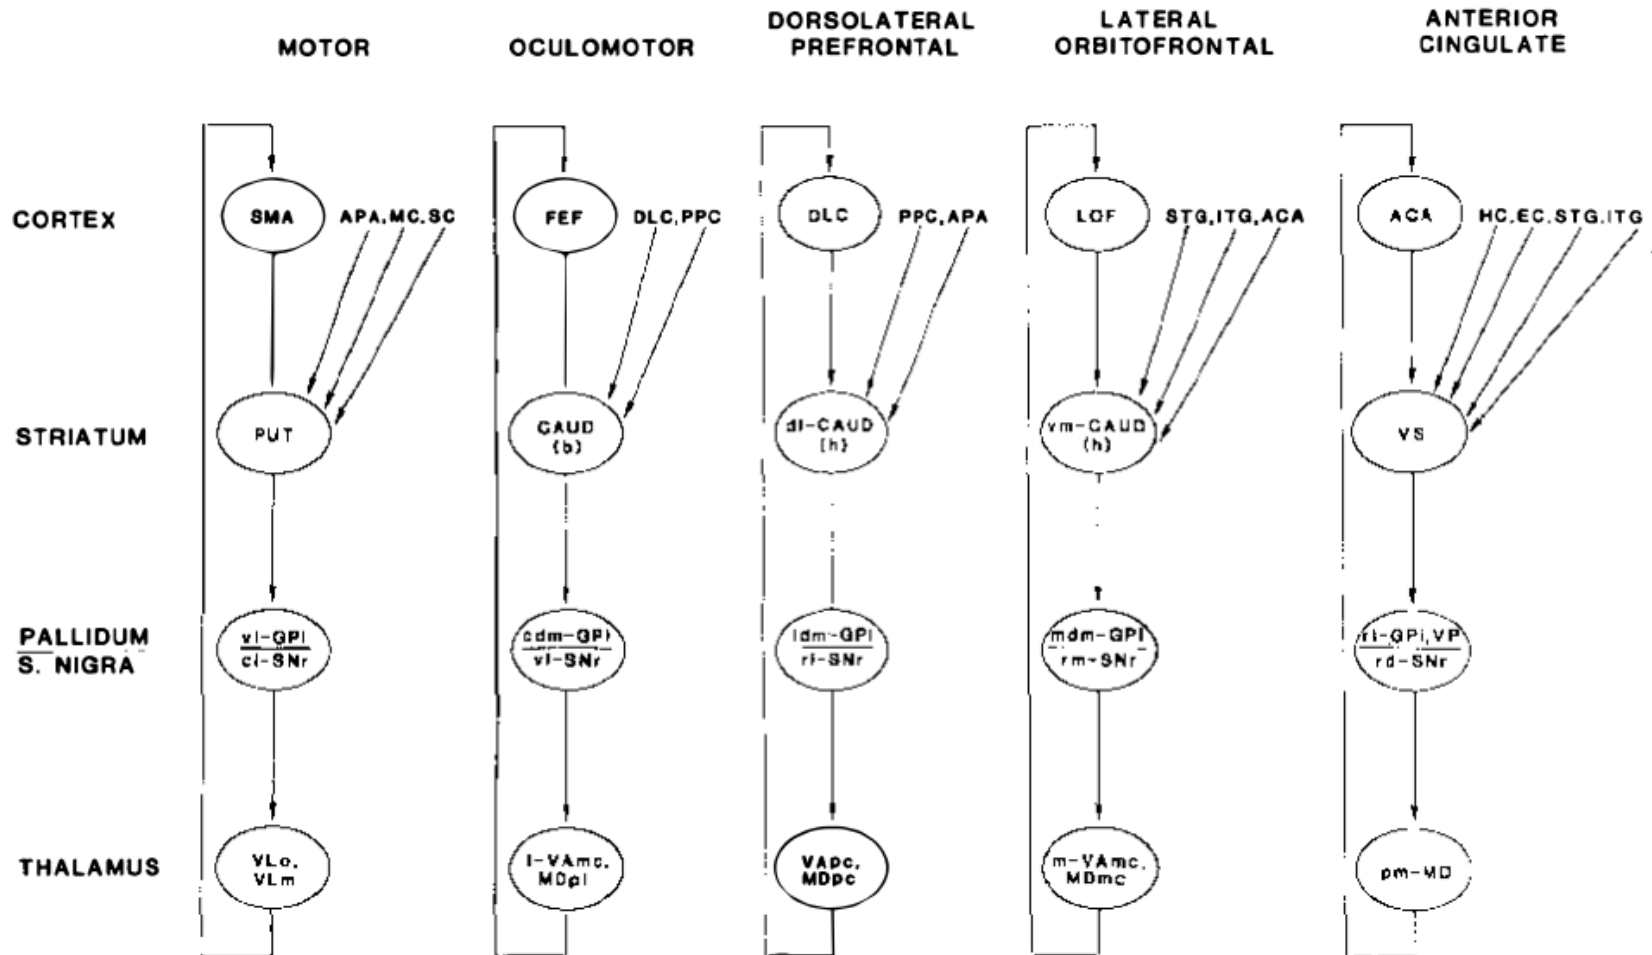 MOTOR
OCULOMOTOR
DORSOLATERAL
PREFRONTAL
LATERAL
ORBITOFRONTAL
ANTERIOR
CINGULATE
CORTEX
SMA
APA,MC,SC
FEF
DLC,PPC
DLC
PPC,APA
LOF
STG,ITG,ACA
ACA
HC,EC,STG,ITG
STRIATUM
PUT
CAUD
(b)
dl-CAUD
(h)
vm-CAUD
(h)
VS
PALLIDUM
S. NIGRA
vl-GPi
cl-SNr
cdm-GPi
vl-SNr
ldm-GPi
rl-SNr
mdm-GPi
rm-SNr
rl-GPi,VP
rd-SNr
THALAMUS
VLo,
VLm
l-VAmc,
MDpl
VApc,
MDpc
m-VAmc,
MDmc
pm-MD